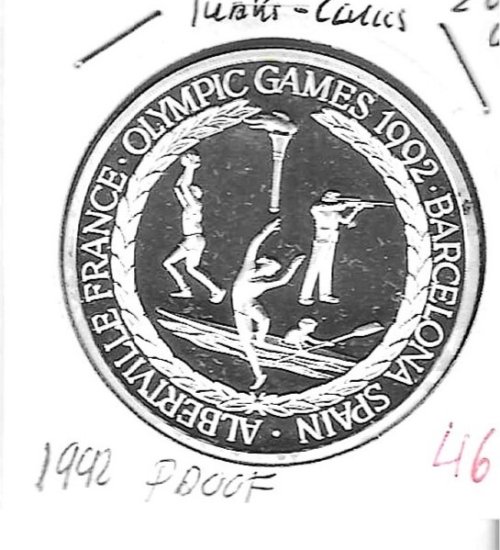 Turks - Caicos
OLYMPIC GAMES 1992 · BARCELONA SPAIN · ALBERTVILLE FRANCE ·
1992 PROOF
46